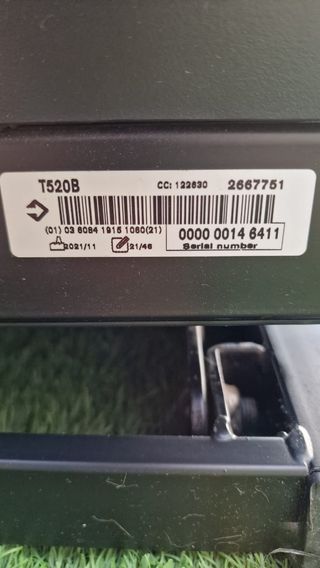 T520B CC: 122630 2667751
(01) 03 6084 1915 1060(21) 0000 0014 6411
2021/11 21/46 Serial number